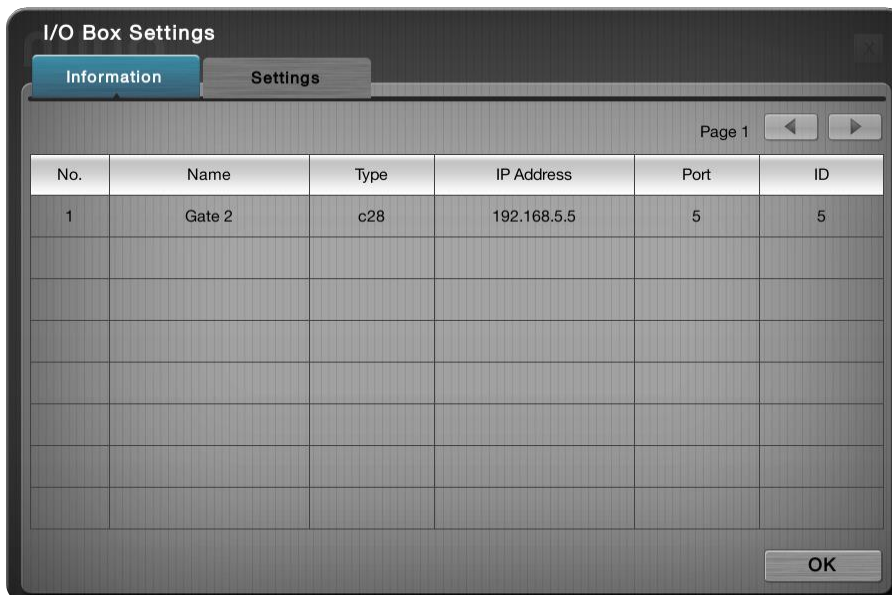 I/O Box Settings
Information Settings
Page 1
No. Name Type IP Address Port ID
1 Gate 2 c28 192.168.5.5 5 5
OK